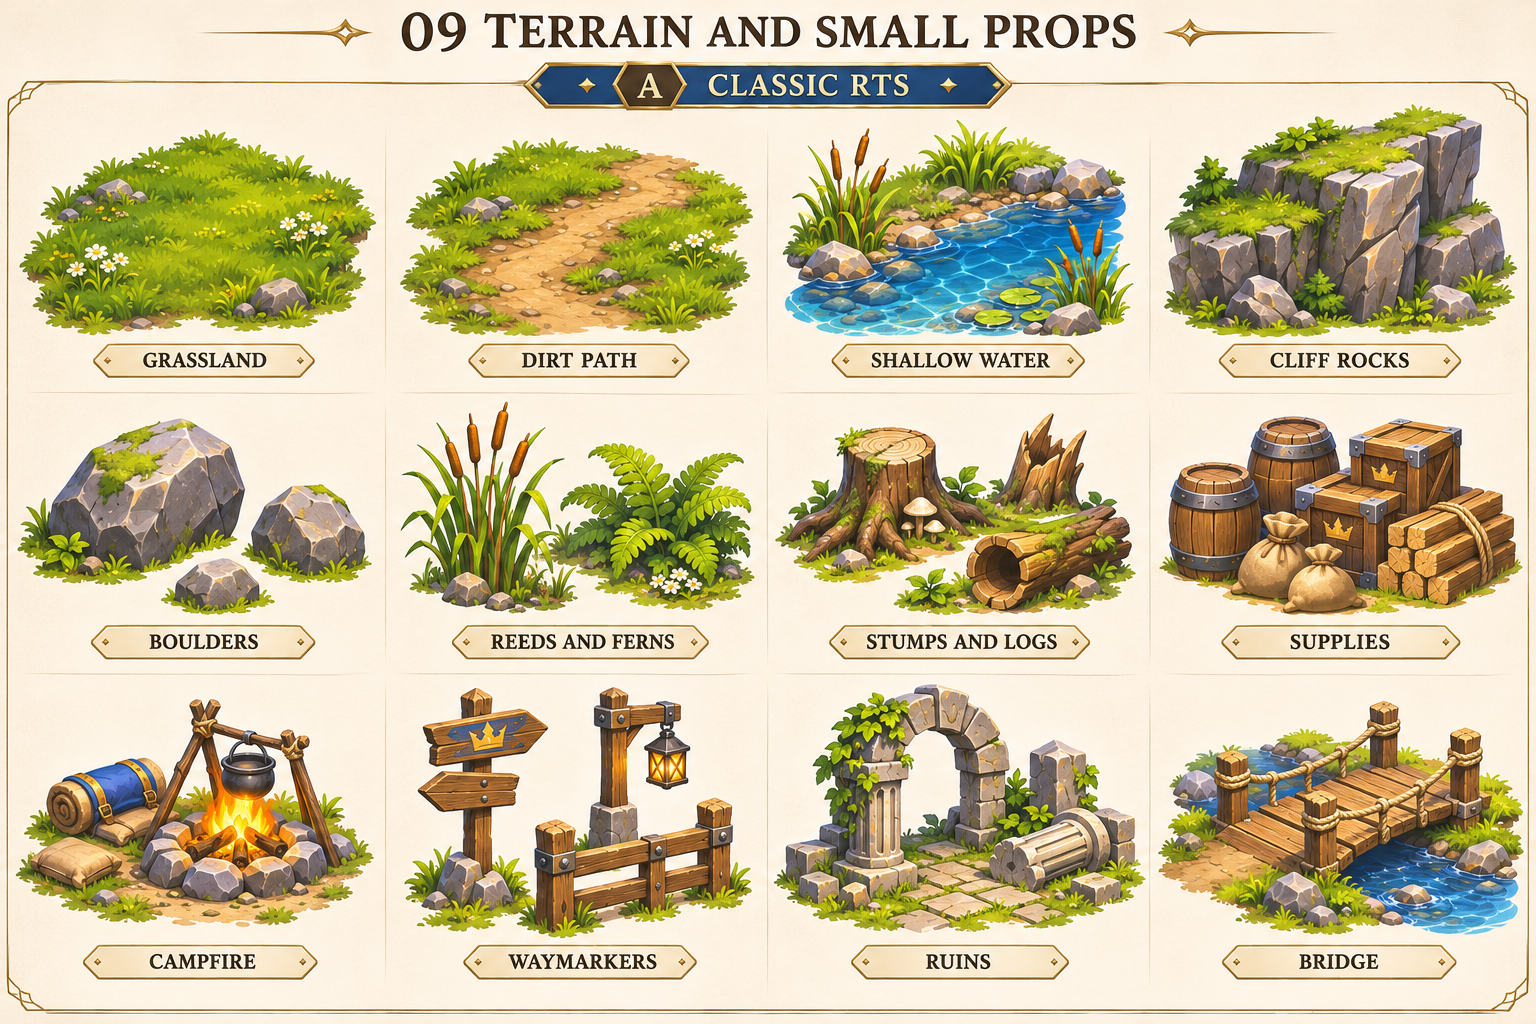 09 TERRAIN AND SMALL PROPS
A CLASSIC RTS
GRASSLAND
DIRT PATH
SHALLOW WATER
CLIFF ROCKS
BOULDERS
REEDS AND FERNS
STUMPS AND LOGS
SUPPLIES
CAMPFIRE
WAYMARKERS
RUINS
BRIDGE